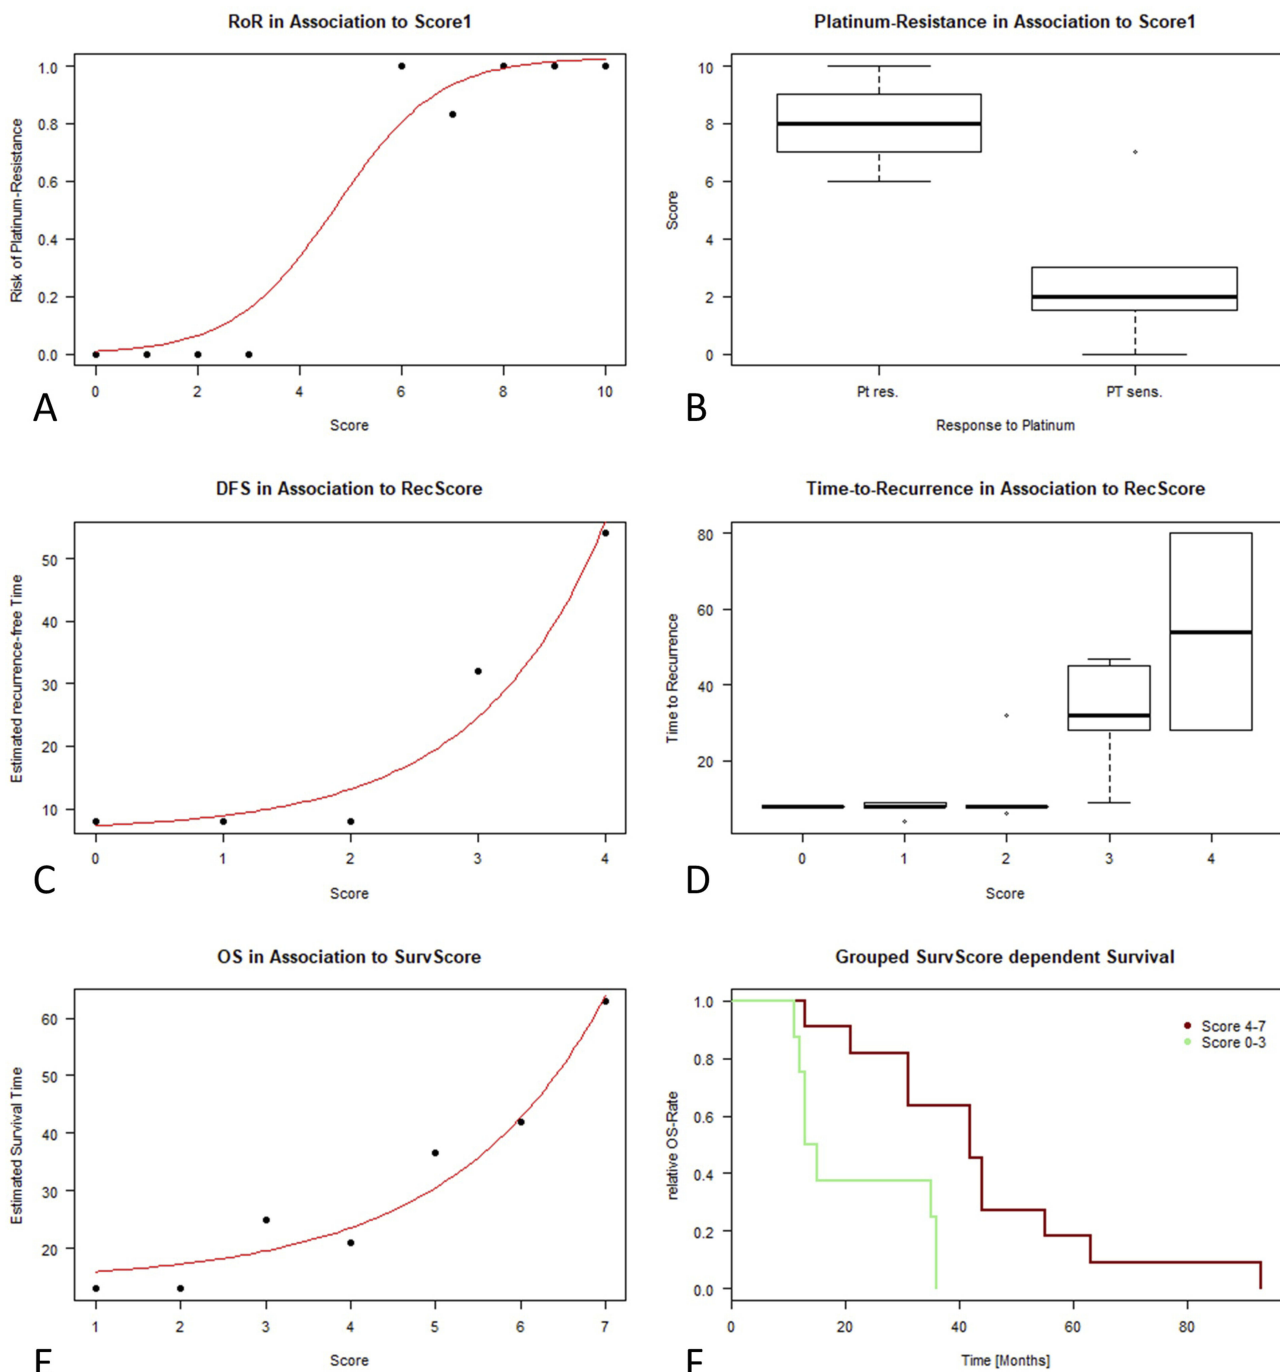 RoR in Association to Score1
Risk of Platinum-Resistance
1.0
0.8
0.6
0.4
0.2
0.0
0 2 4 6 8 10
Score
A
Platinum-Resistance in Association to Score1
Score
10
8
6
4
2
0
Pt res. PT sens.
Response to Platinum
B
DFS in Association to RecScore
Estimated recurrence-free Time
50
40
30
20
10
0 1 2 3 4
Score
C
Time-to-Recurrence in Association to RecScore
Time to Recurrence
80
60
40
20
0 1 2 3 4
Score
D
OS in Association to SurvScore
Estimated Survival Time
60
50
40
30
20
1 2 3 4 5 6 7
Score
Grouped SurvScore dependent Survival
relative OS-Rate
1.0
0.8
0.6
0.4
0.2
0.0
Score 4-7
Score 0-3
0 20 40 60 80
Time [Months]